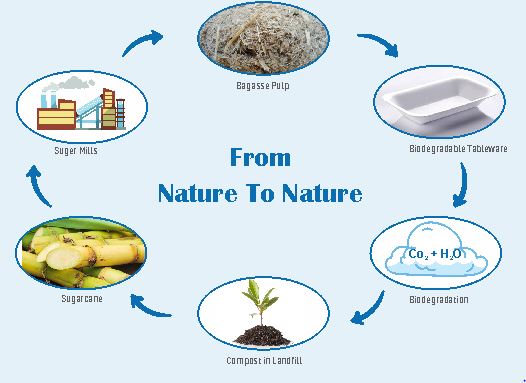 Bagasse Pulp
Suger Mills
Biodegradable Tableware
From
Nature To Nature
Co₂ + H₂O
Sugarcane
Biodegradation
Compost in Landfill